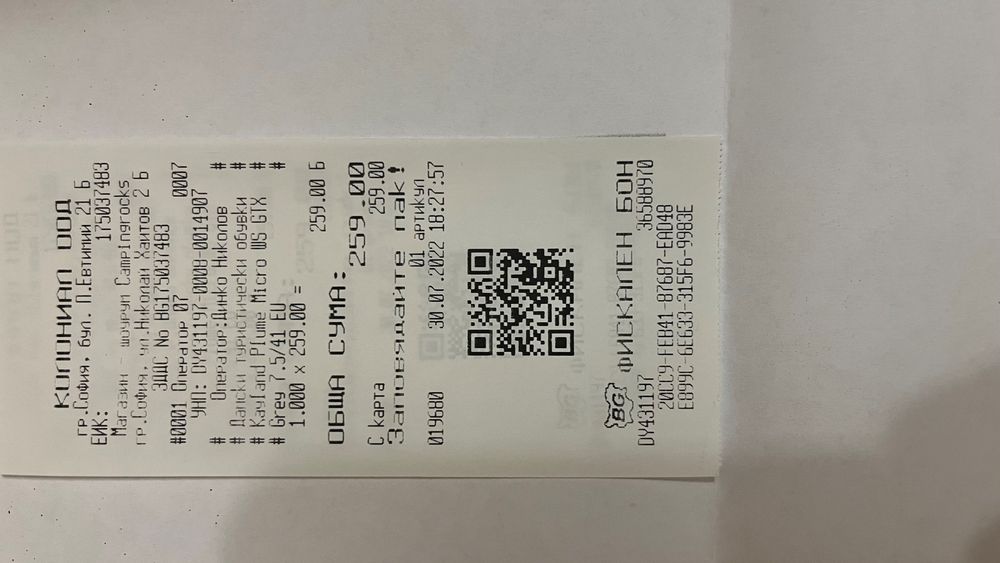 КОЛОНИАЛ ООД
гр.София, бул. П.Евтимий 21 Б
ЕИК: 175037483
Магазин - шоурум Campingrocks
гр.София, ул.Николай Хайтов 2 Б
ЗДДС No BG175037483
#0001 Оператор 07 0007
УНП: DY431197-0008-0014907
# Оператор:Динко Николов #
# Дамски туристически обувки #
# Kayland Plume Micro WS GTX #
# Grey 7.5/41 EU #
1.000 x 259.00 = 259.00 Б
ОБЩА СУМА: 259.00
С карта 259.00
Заповядайте пак!
01 артикул
019680 30.07.2022 18:27:57
BG ФИСКАЛЕН БОН
DY431197 36588970
20CC9-FEB41-87687-EAD48
E899C-6E633-315F6-9983E